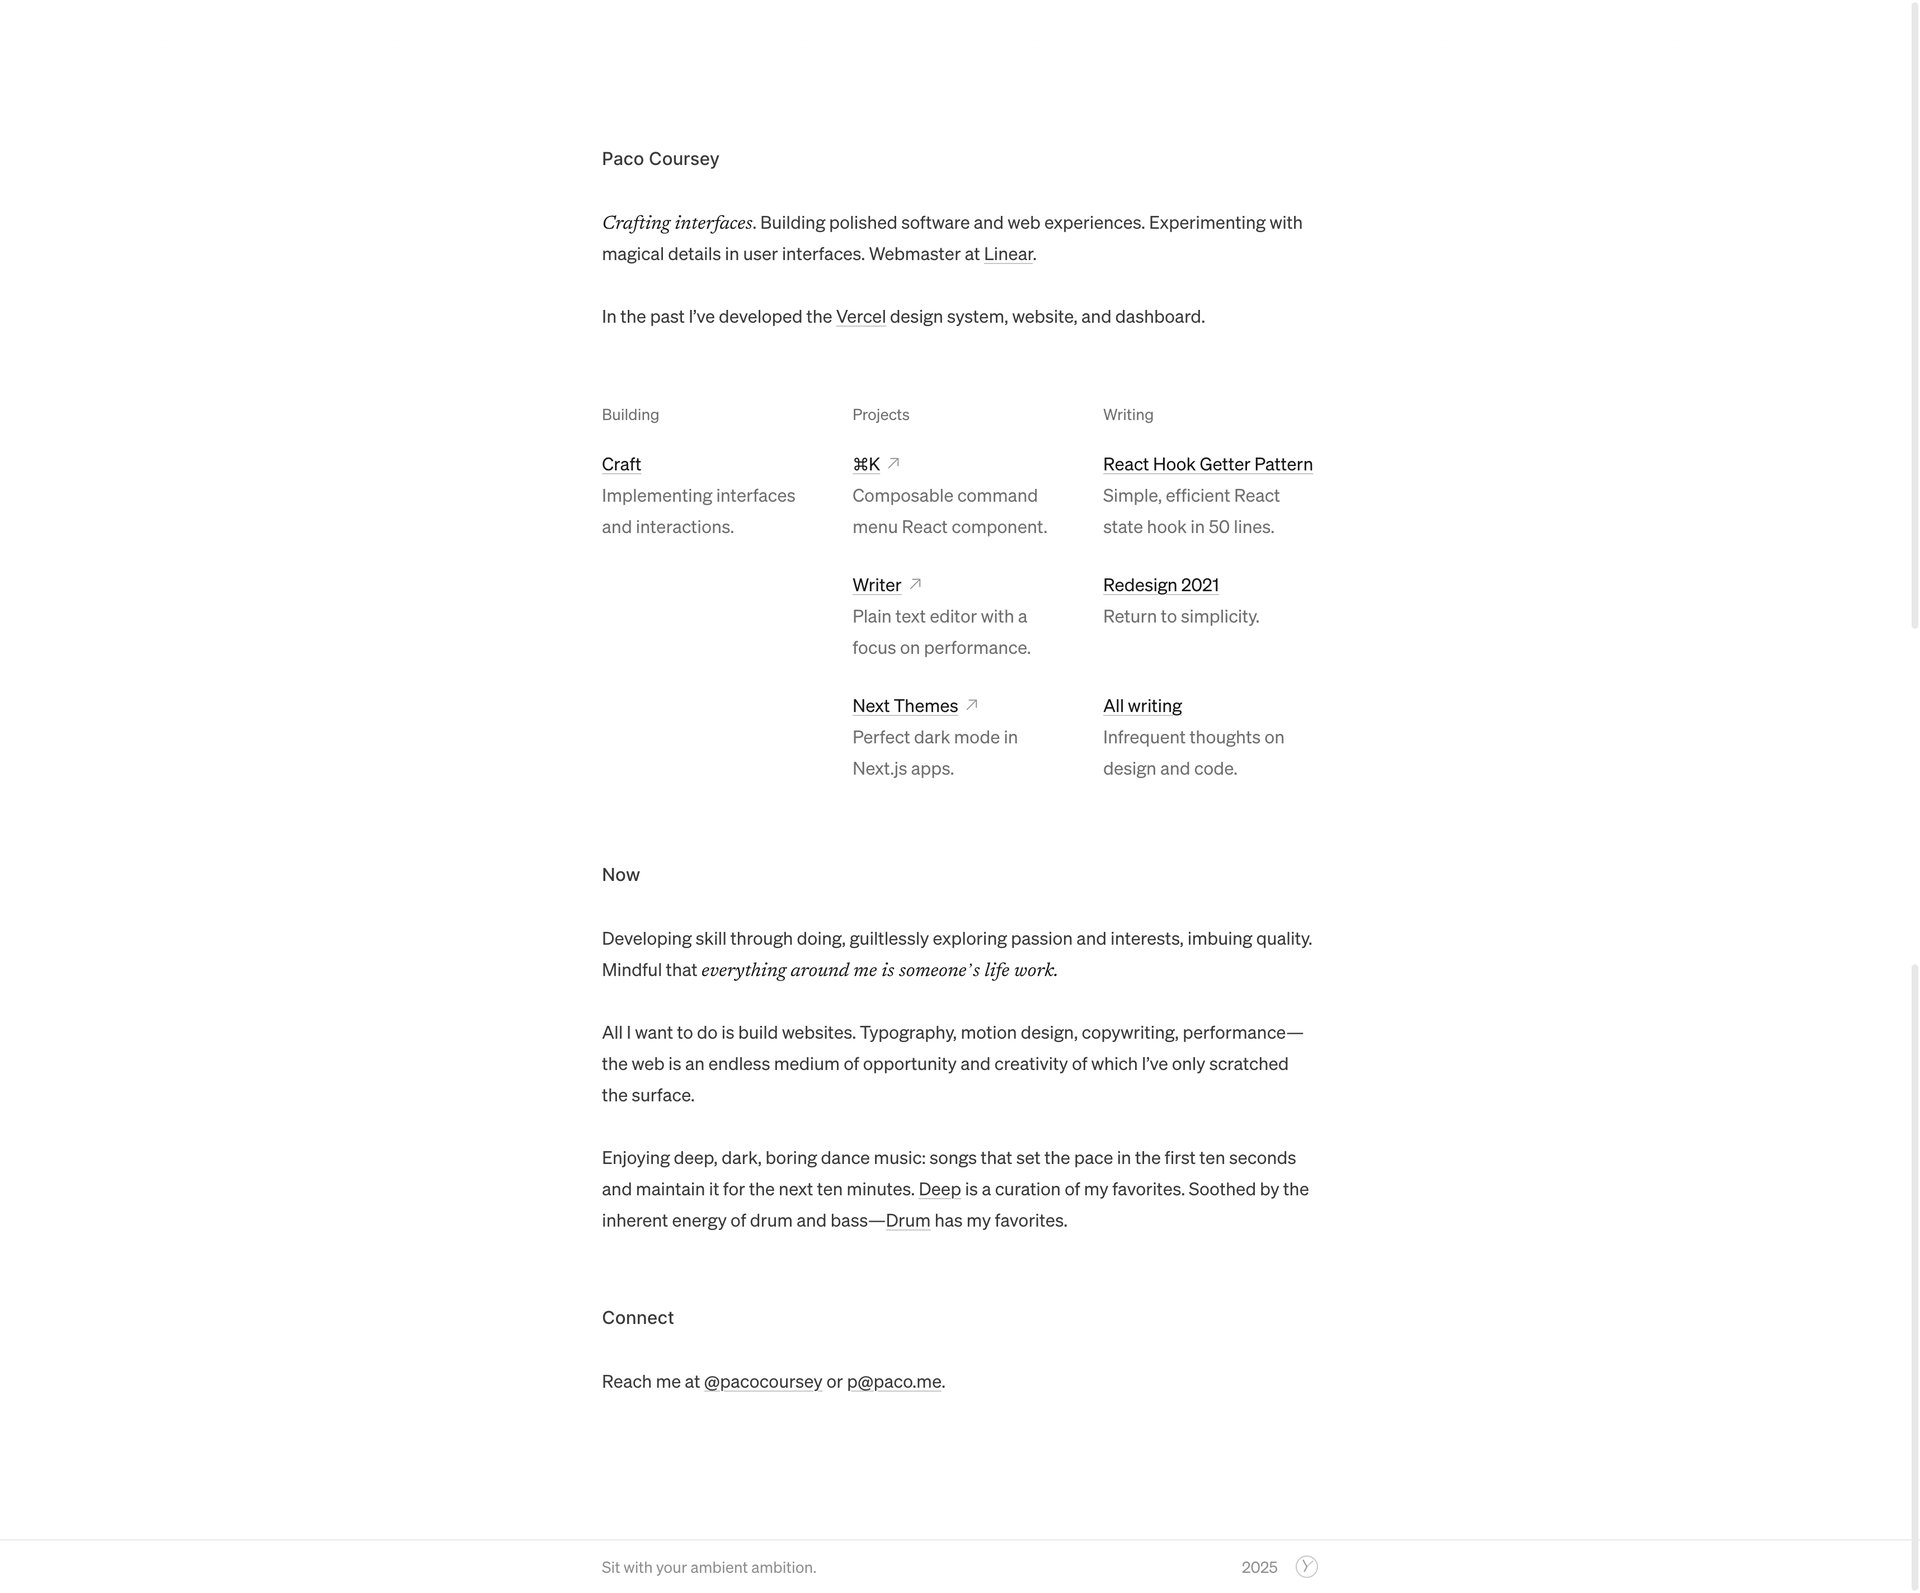 Paco Coursey
Crafting interfaces. Building polished software and web experiences. Experimenting with
magical details in user interfaces. Webmaster at Linear.
In the past I’ve developed the Vercel design system, website, and dashboard.
Building
Craft
Implementing interfaces
and interactions.
Projects
⌘K ↗
Composable command
menu React component.
Writer ↗
Plain text editor with a
focus on performance.
Next Themes ↗
Perfect dark mode in
Next.js apps.
Writing
React Hook Getter Pattern
Simple, efficient React
state hook in 50 lines.
Redesign 2021
Return to simplicity.
All writing
Infrequent thoughts on
design and code.
Now
Developing skill through doing, guiltlessly exploring passion and interests, imbuing quality.
Mindful that everything around me is someone’s life work.
All I want to do is build websites. Typography, motion design, copywriting, performance—
the web is an endless medium of opportunity and creativity of which I’ve only scratched
the surface.
Enjoying deep, dark, boring dance music: songs that set the pace in the first ten seconds
and maintain it for the next ten minutes. Deep is a curation of my favorites. Soothed by the
inherent energy of drum and bass—Drum has my favorites.
Connect
Reach me at @pacocoursey or p@paco.me.
Sit with your ambient ambition.
2025